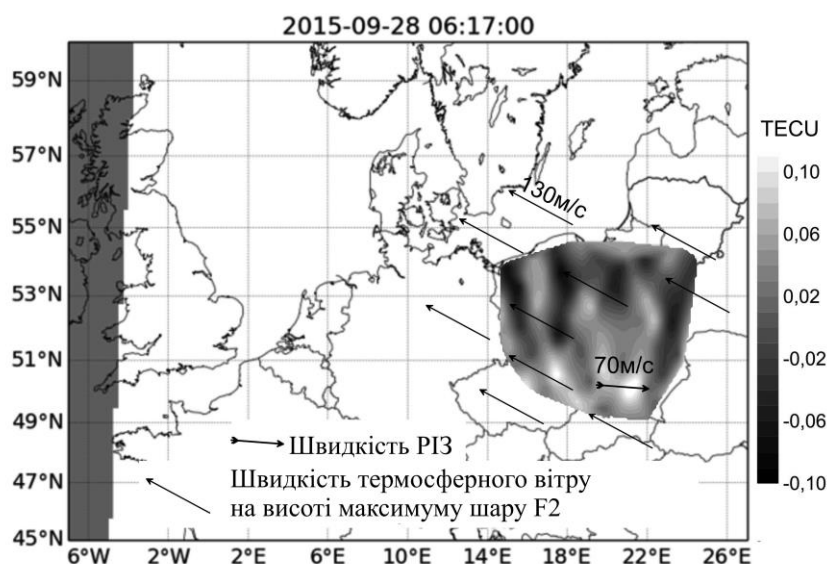 2015-09-28 06:17:00
59°N
57°N
55°N
53°N
51°N
49°N
47°N
45°N
6°W
2°W
2°E
6°E
10°E
14°E
18°E
22°E
26°E
130м/с
70м/с
Швидкість РІЗ
Швидкість термосферного вітру
на висоті максимуму шару F2
TECU
0,10
0,06
0,02
-0,02
-0,06
-0,10